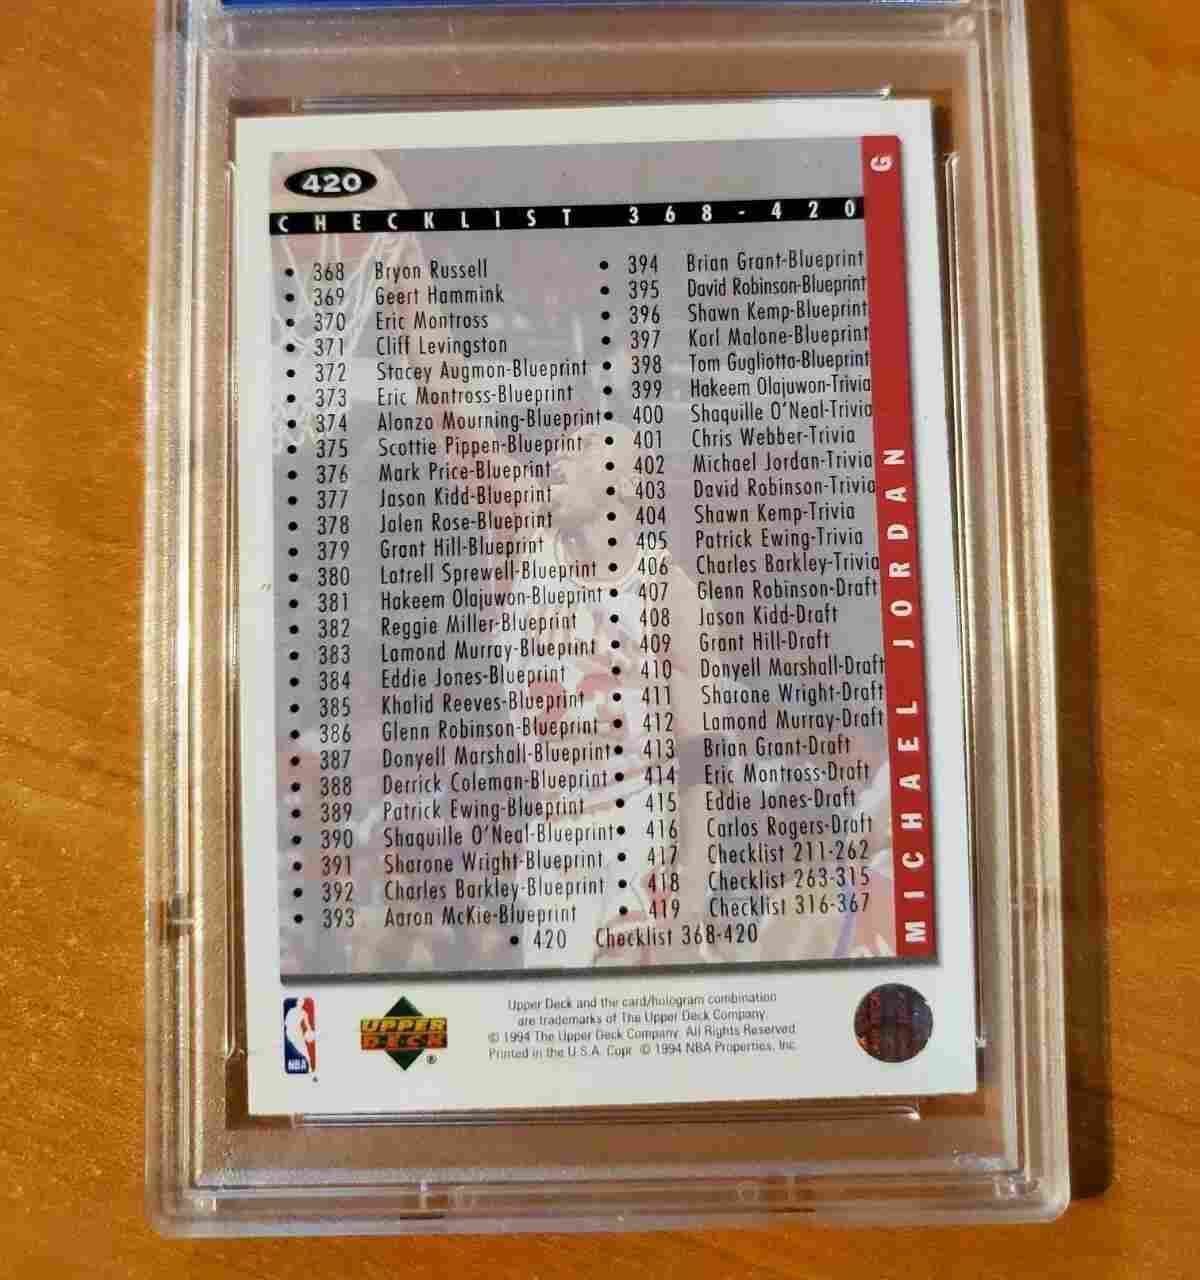 420
G
CHECKLIST 368-420
• 368 Bryon Russell
• 369 Geert Hammink
• 370 Eric Montross
• 371 Cliff Levingston
• 372 Stacey Augmon-Blueprint
• 373 Eric Montross-Blueprint
• 374 Alonzo Mourning-Blueprint
• 375 Scottie Pippen-Blueprint
• 376 Mark Price-Blueprint
• 377 Jason Kidd-Blueprint
• 378 Jalen Rose-Blueprint
• 379 Grant Hill-Blueprint
• 380 Latrell Sprewell-Blueprint
• 381 Hakeem Olajuwon-Blueprint
• 382 Reggie Miller-Blueprint
• 383 Lamond Murray-Blueprint
• 384 Eddie Jones-Blueprint
• 385 Khalid Reeves-Blueprint
• 386 Glenn Robinson-Blueprint
• 387 Donyell Marshall-Blueprint
• 388 Derrick Coleman-Blueprint
• 389 Patrick Ewing-Blueprint
• 390 Shaquille O'Neal-Blueprint
• 391 Sharone Wright-Blueprint
• 392 Charles Barkley-Blueprint
• 393 Aaron McKie-Blueprint
• 394 Brian Grant-Blueprint
• 395 David Robinson-Blueprint
• 396 Shawn Kemp-Blueprint
• 397 Karl Malone-Blueprint
• 398 Tom Gugliotta-Blueprint
• 399 Hakeem Olajuwon-Trivia
• 400 Shaquille O'Neal-Trivia
• 401 Chris Webber-Trivia
• 402 Michael Jordan-Trivia
• 403 David Robinson-Trivia
• 404 Shawn Kemp-Trivia
• 405 Patrick Ewing-Trivia
• 406 Charles Barkley-Trivia
• 407 Glenn Robinson-Draft
• 408 Jason Kidd-Draft
• 409 Grant Hill-Draft
• 410 Donyell Marshall-Draft
• 411 Sharone Wright-Draft
• 412 Lamond Murray-Draft
• 413 Brian Grant-Draft
• 414 Eric Montross-Draft
• 415 Eddie Jones-Draft
• 416 Carlos Rogers-Draft
• 417 Checklist 211-262
• 418 Checklist 263-315
• 419 Checklist 316-367
• 420 Checklist 368-420
MICHAEL JORDAN
NBA
UPPER
DECK
®
Upper Deck and the card/hologram combination
are trademarks of The Upper Deck Company.
© 1994 The Upper Deck Company. All Rights Reserved.
Printed in the U.S.A. Copr. © 1994 NBA Properties, Inc.